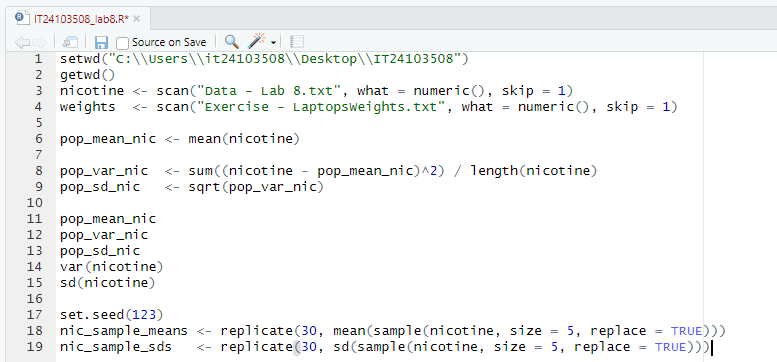 IT24103508_lab8.R*
Source on Save
1 setwd("C:\\Users\\it24103508\\Desktop\\IT24103508")
2 getwd()
3 nicotine <- scan("Data - Lab 8.txt", what = numeric(), skip = 1)
4 weights  <- scan("Exercise - LaptopsWeights.txt", what = numeric(), skip = 1)
5
6 pop_mean_nic <- mean(nicotine)
7
8 pop_var_nic  <- sum((nicotine - pop_mean_nic)^2) / length(nicotine)
9 pop_sd_nic   <- sqrt(pop_var_nic)
10
11 pop_mean_nic
12 pop_var_nic
13 pop_sd_nic
14 var(nicotine)
15 sd(nicotine)
16
17 set.seed(123)
18 nic_sample_means <- replicate(30, mean(sample(nicotine, size = 5, replace = TRUE)))
19 nic_sample_sds   <- replicate(30, sd(sample(nicotine, size = 5, replace = TRUE)))